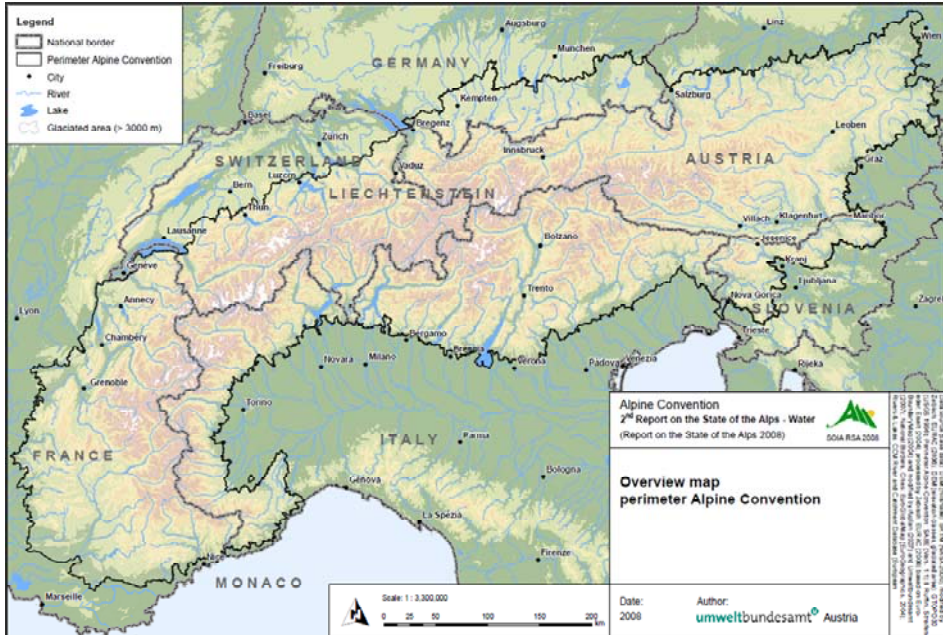 Legend
National border
Perimeter Alpine Convention
City
River
Lake
Glaciated area (> 3000 m)
Augsburg
Linz
Wien
München
Freiburg
GERMANY
Kempten
Salzburg
Basel
Bregenz
Zürich
Leoben
Innsbruck
SWITZERLAND
Vaduz
AUSTRIA
Graz
Luzern
Bern
LIECHTENSTEIN
Thun
Villach
Klagenfurt
Maribor
Lausanne
Bolzano
Jesenice
Kranj
Genève
Ljubljana
Annecy
Trento
Nova Gorica
SLOVENIA
Zagreb
Lyon
Chambéry
Bergamo
Trieste
Brescia
Novara
Milano
Verona
Padova
Venezia
Rijeka
Grenoble
Torino
ITALY
Parma
FRANCE
Bologna
Genova
La Spezia
Firenze
MONACO
Marseille
Alpine Convention
2nd Report on the State of the Alps - Water
(Report on the State of the Alps 2008)
SOIA RSA 2008
Overview map
perimeter Alpine Convention
Scale: 1 : 3,300,000
0 25 50 100 150 200
km
Date:
2008
Author:
umweltbundesamt Austria